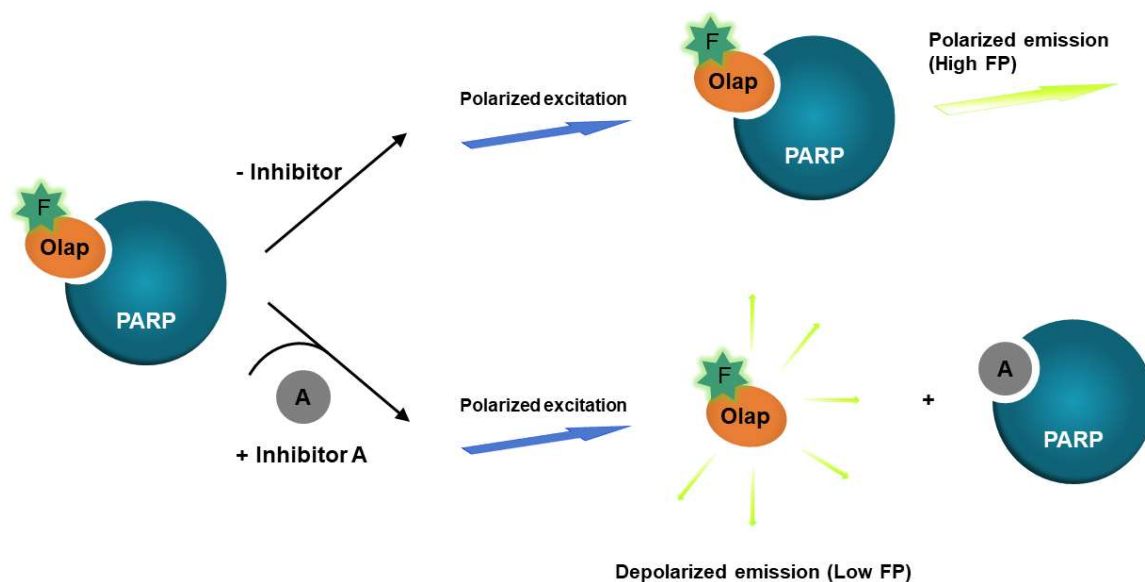 F
Olap
PARP
- Inhibitor
Polarized excitation
F
Olap
PARP
Polarized emission
(High FP)
A
+ Inhibitor A
Polarized excitation
F
Olap
+
A
PARP
Depolarized emission (Low FP)